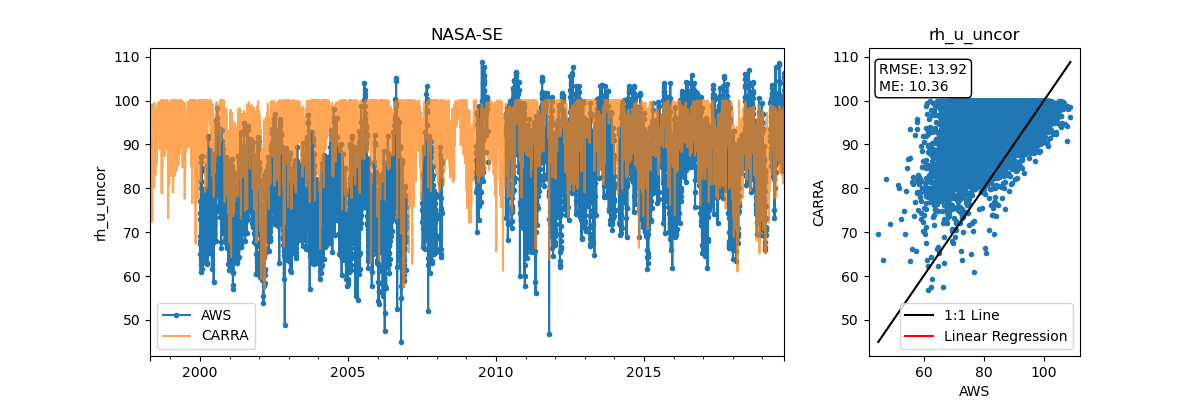 NASA-SE
rh_u_uncor
110
100
90
80
70
60
50
rh_u_uncor
AWS
CARRA
2000
2005
2010
2015
RMSE: 13.92
ME: 10.36
110
100
90
80
70
60
50
CARRA
1:1 Line
Linear Regression
60
80
100
AWS